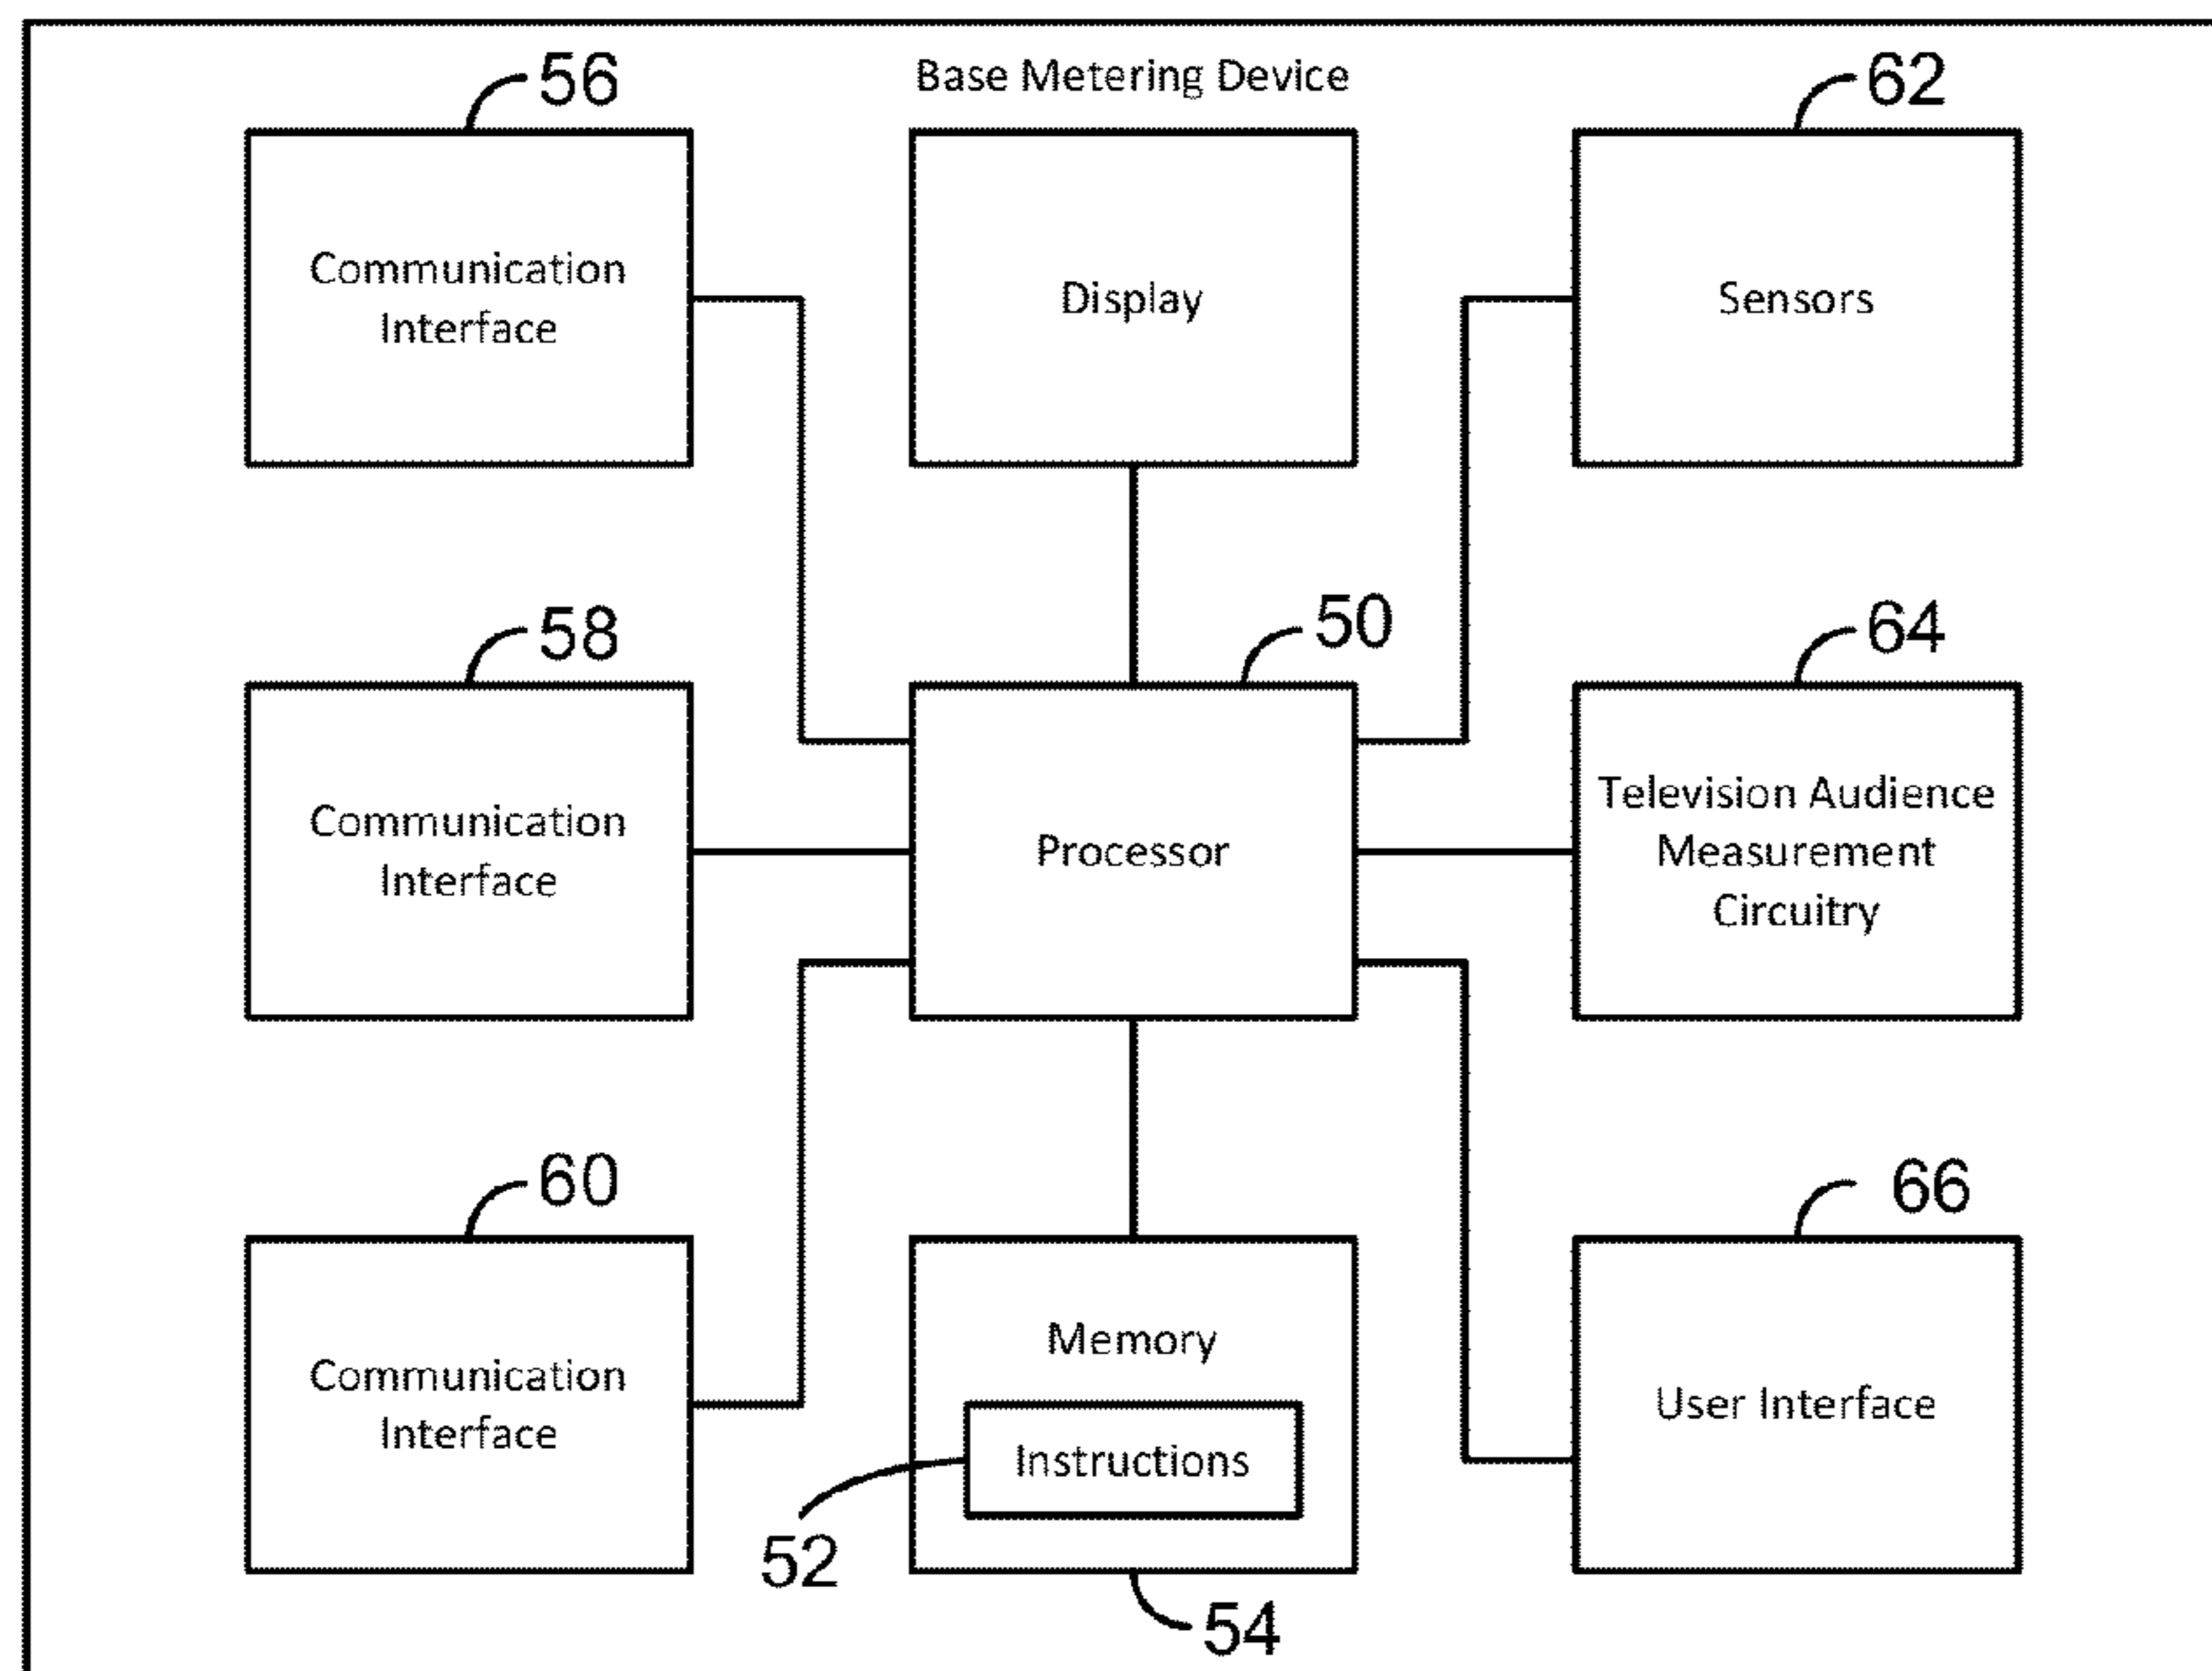 Base Metering Device
56
62
Communication
Interface
Display
Sensors
58
50
64
Communication
Interface
Processor
Television Audience
Measurement
Circuitry
60
66
Communication
Interface
Memory
Instructions
User Interface
52
54